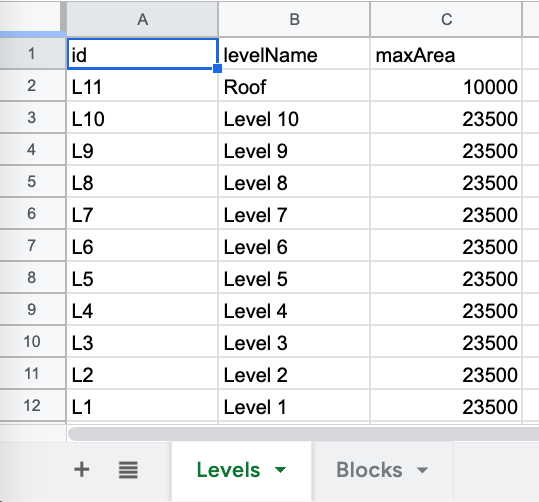 A B C
1 id levelName maxArea
2 L11 Roof 10000
3 L10 Level 10 23500
4 L9 Level 9 23500
5 L8 Level 8 23500
6 L7 Level 7 23500
7 L6 Level 6 23500
8 L5 Level 5 23500
9 L4 Level 4 23500
10 L3 Level 3 23500
11 L2 Level 2 23500
12 L1 Level 1 23500
Levels Blocks